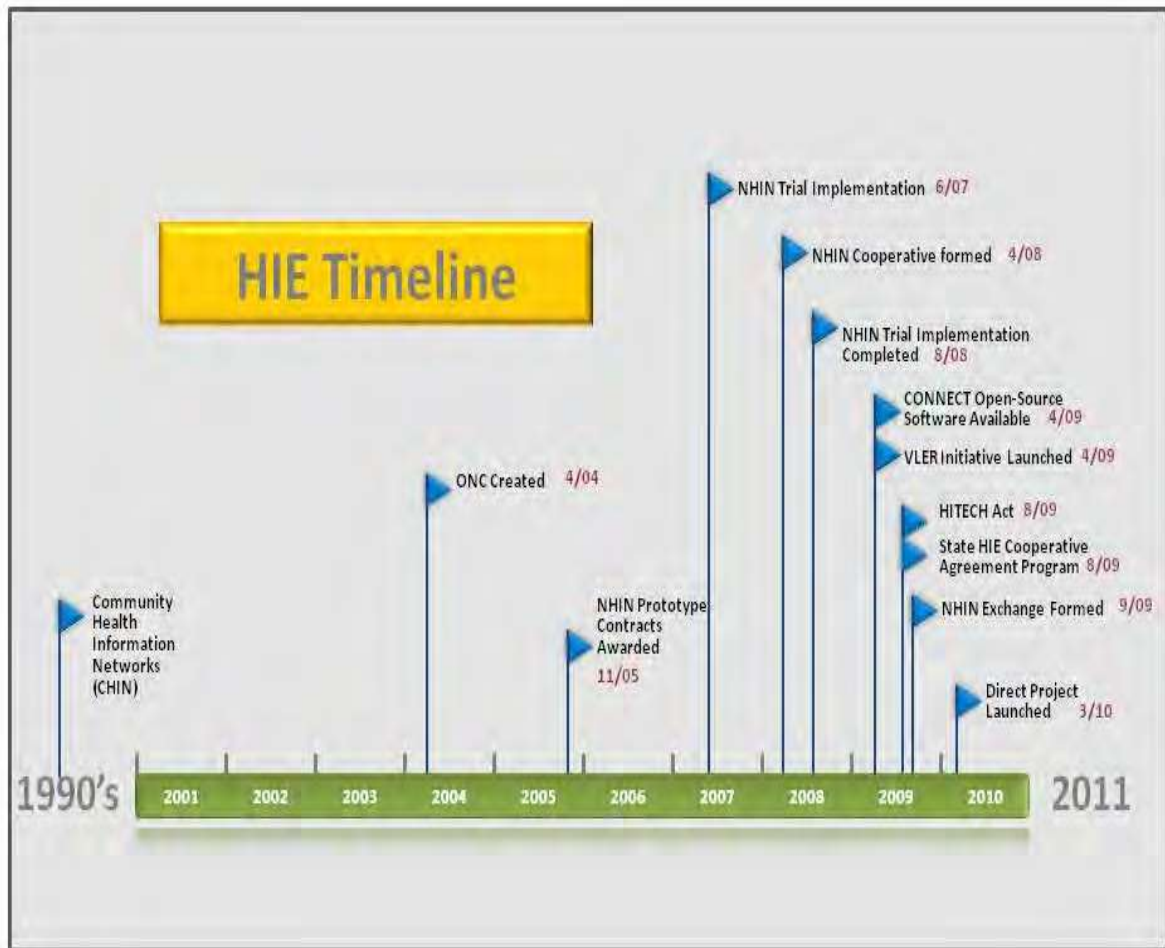 HIE Timeline
NHIN Trial Implementation 6/07
NHIN Cooperative formed 4/08
NHIN Trial Implementation
Completed 8/08
CONNECT Open-Source
Software Available 4/09
VLER Initiative Launched 4/09
ONC Created 4/04
HITECH Act 8/09
State HIE Cooperative
Agreement Program 8/09
Community
Health
Information
Networks
(CHIN)
NHIN Prototype
Contracts
Awarded
11/05
NHIN Exchange Formed 9/09
Direct Project
Launched 3/10
1990's 2001 2002 2003 2004 2005 2006 2007 2008 2009 2010 2011